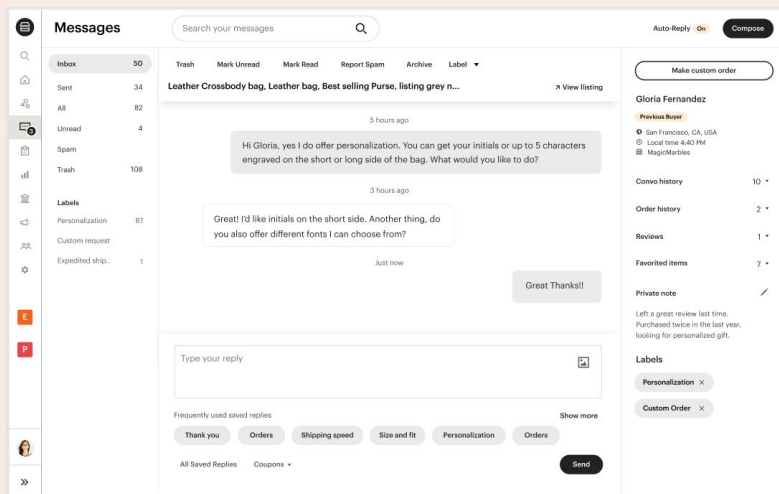 Messages
Search your messages
Auto-Reply On
Compose
Inbox 50
Sent 34
All 82
Unread 4
Spam
Trash 108
Labels
Personalization 87
Custom request
Expedited ship.. 1
3
E
P
Trash Mark Unread Mark Read Report Spam Archive Label
Leather Crossbody bag, Leather bag, Best selling Purse, listing grey n...
View llisting
5 hours ago
Hi Gloria, yes I do offer personalization. You can get your initials or up to 5 characters
engraved on the short or long side of the bag. What would you like to do?
3 hours ago
Great! I'd like initials on the short side. Another thing, do
you also offer different fonts I can choose from?
Just now
Great Thanks!!
Type your reply
Frequently used saved replies
Show more
Thank you Orders Shipping speed Size and fit Personalization Orders
All Saved Replies Coupons
Send
Make custom order
Gloria Fernandez
Previous Buyer
San Francisco, CA, USA
Local time 4:40 PM
MagicMarbles
Convo history 10
Order history 2
Reviews 1
Favorited items 7
Private note
Left a great review last time.
Purchased twice in the last year,
looking for personalized gift.
Labels
Personalization ×
Custom Order ×